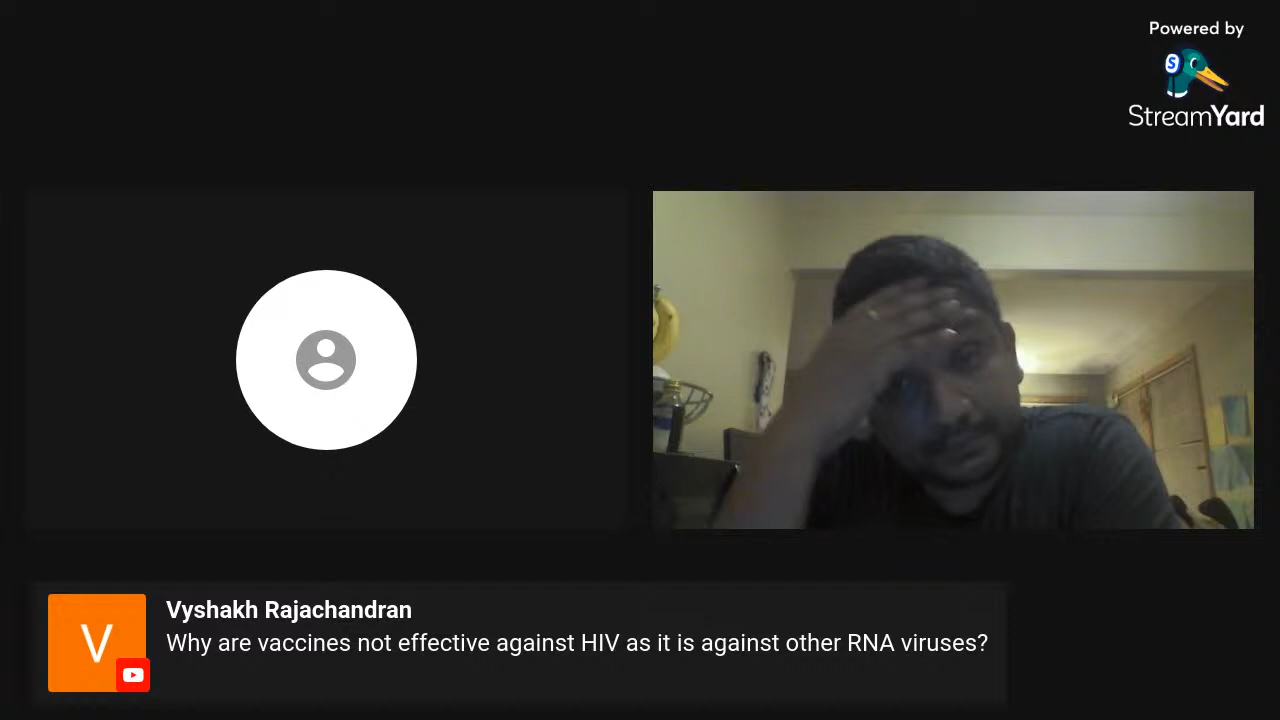 Powered by
S
StreamYard
V
Vyshakh Rajachandran
Why are vaccines not effective against HIV as it is against other RNA viruses?